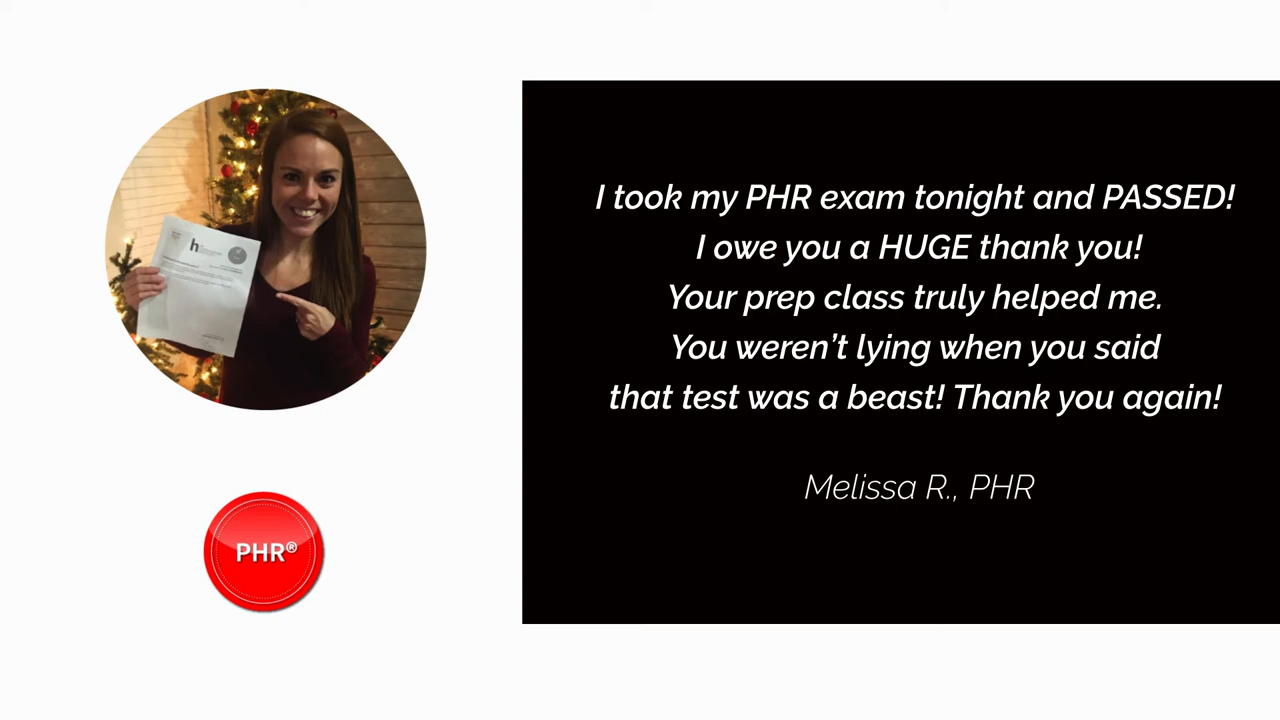 I took my PHR exam tonight and PASSED!
I owe you a HUGE thank you!
Your prep class truly helped me.
You weren’t lying when you said
that test was a beast! Thank you again!
Melissa R., PHR
h
PHR®